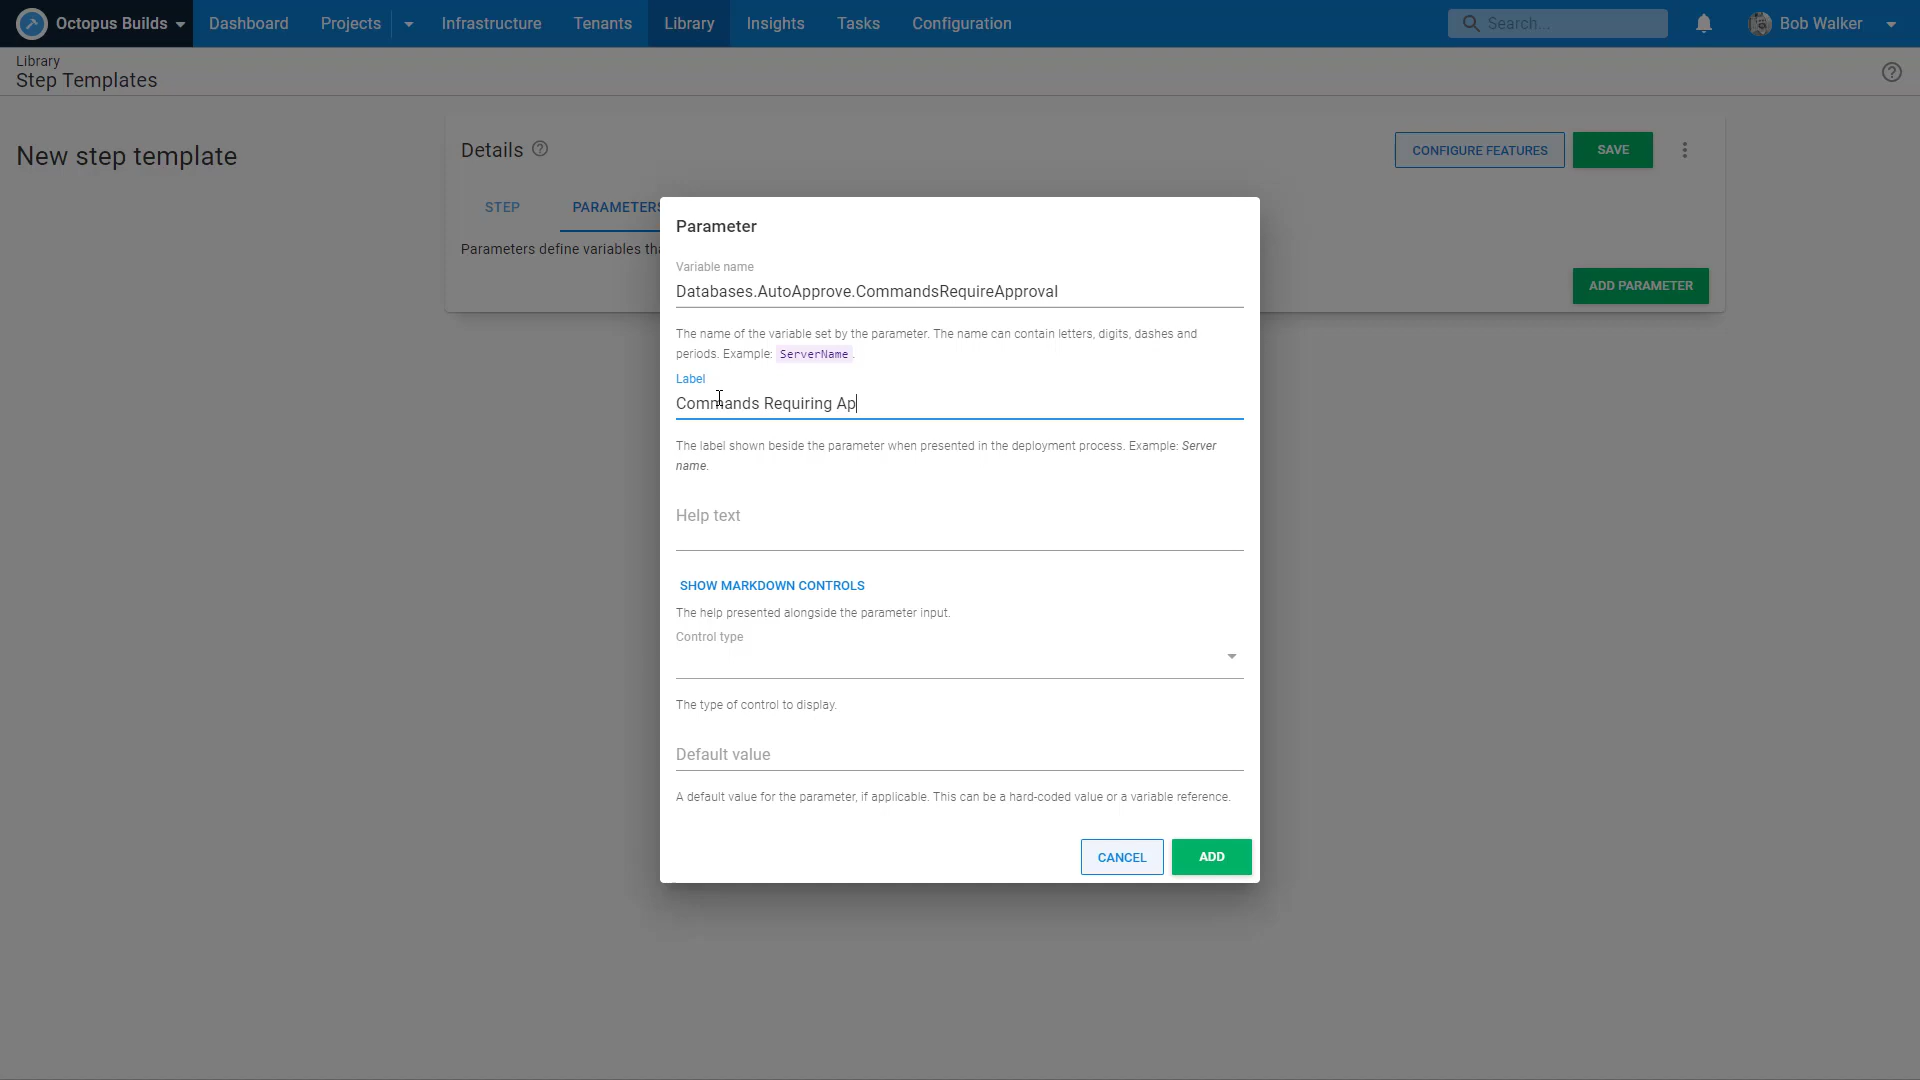 Octopus Builds
Dashboard
Projects
Infrastructure
Tenants
Library
Insights
Tasks
Configuration
Search...
Bob Walker
Library
Step Templates
New step template
Details
CONFIGURE FEATURES
SAVE
STEP
PARAMETERS
Parameters define variables tha
ADD PARAMETER
Parameter
Variable name
Databases.AutoApprove.CommandsRequireApproval
The name of the variable set by the parameter. The name can contain letters, digits, dashes and
periods. Example: ServerName.
Label
Commands Requiring Ap
The label shown beside the parameter when presented in the deployment process. Example: Server
name.
Help text
SHOW MARKDOWN CONTROLS
The help presented alongside the parameter input.
Control type
The type of control to display.
Default value
A default value for the parameter, if applicable. This can be a hard-coded value or a variable reference.
CANCEL
ADD